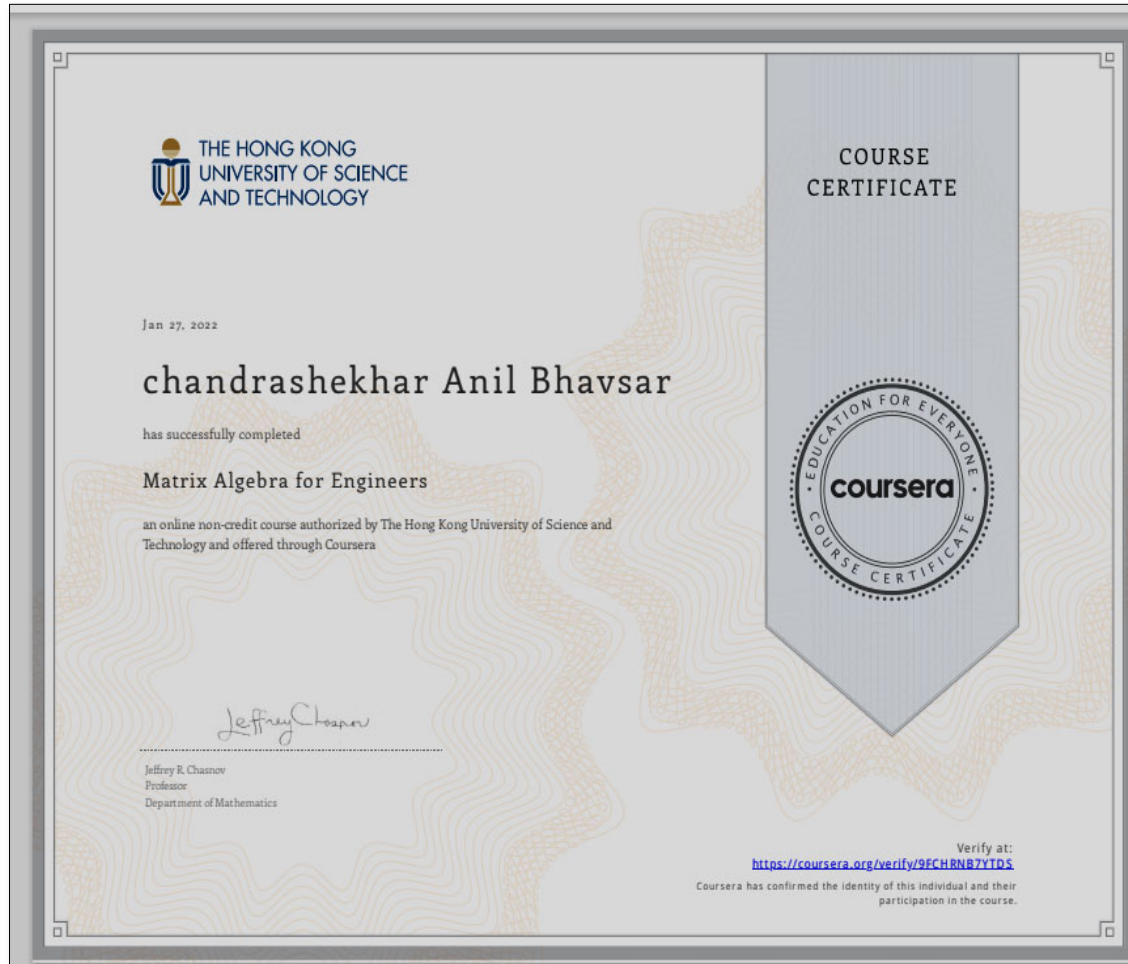 THE HONG KONG
UNIVERSITY OF SCIENCE
AND TECHNOLOGY
COURSE
CERTIFICATE
Jan 27, 2022
chandrashekhar Anil Bhavsar
has successfully completed
Matrix Algebra for Engineers
an online non-credit course authorized by The Hong Kong University of Science and
Technology and offered through Coursera
EDUCATION FOR EVERYONE
coursera
COURSE CERTIFICATE
Jeffrey Chasnov
Jeffrey R. Chasnov
Professor
Department of Mathematics
Verify at:
https://coursera.org/verify/9FCHRNB7YTDS
Coursera has confirmed the identity of this individual and their
participation in the course.